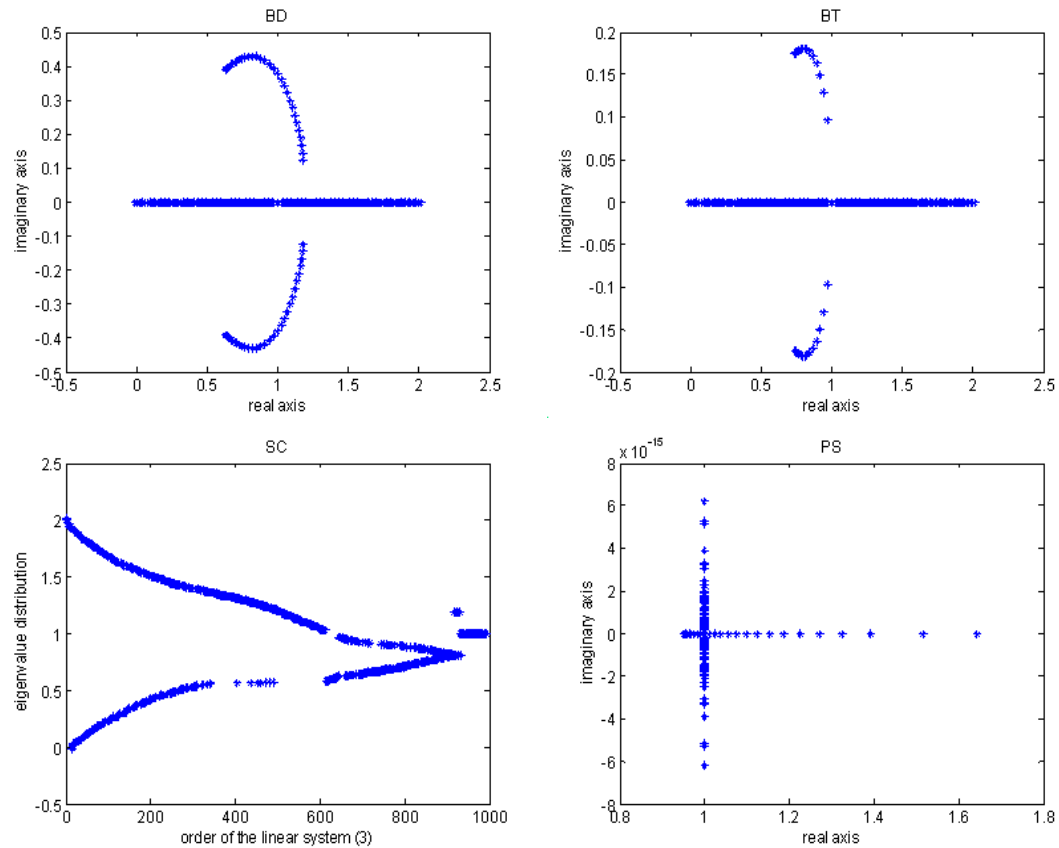 BD
0.5
0.4
0.3
0.2
0.1
0
-0.1
-0.2
-0.3
-0.4
-0.5
imaginary axis
-0.5 0 0.5 1 1.5 2 2.5
real axis
BT
0.2
0.15
0.1
0.05
0
-0.05
-0.1
-0.15
-0.2
imaginary axis
-0.5 0 0.5 1 1.5 2 2.5
real axis
SC
2.5
2
1.5
1
0.5
0
-0.5
eigenvalue distribution
0 200 400 600 800 1000
order of the linear system (3)
PS
x 10^-15
8
6
4
2
0
-2
-4
-6
-8
imaginary axis
0.8 1 1.2 1.4 1.6 1.8
real axis